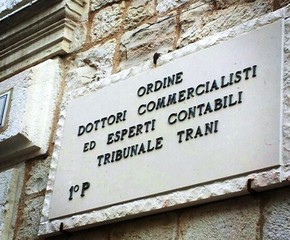 ORDINE
DOTTORI COMMERCIALISTI
ED ESPERTI CONTABILI
TRIBUNALE TRANI
1°P